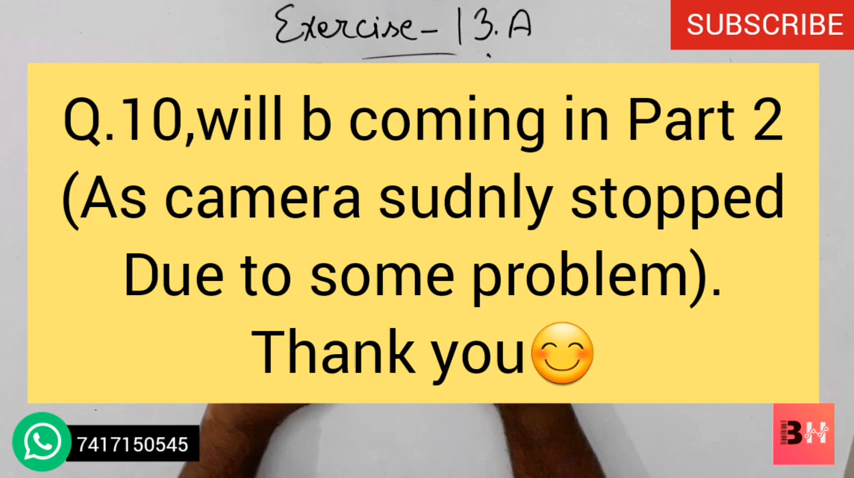 Exercise - 13.A
SUBSCRIBE
Q.10,will b coming in Part 2
(As camera sudnly stopped
Due to some problem).
Thank you😊
7417150545
3H